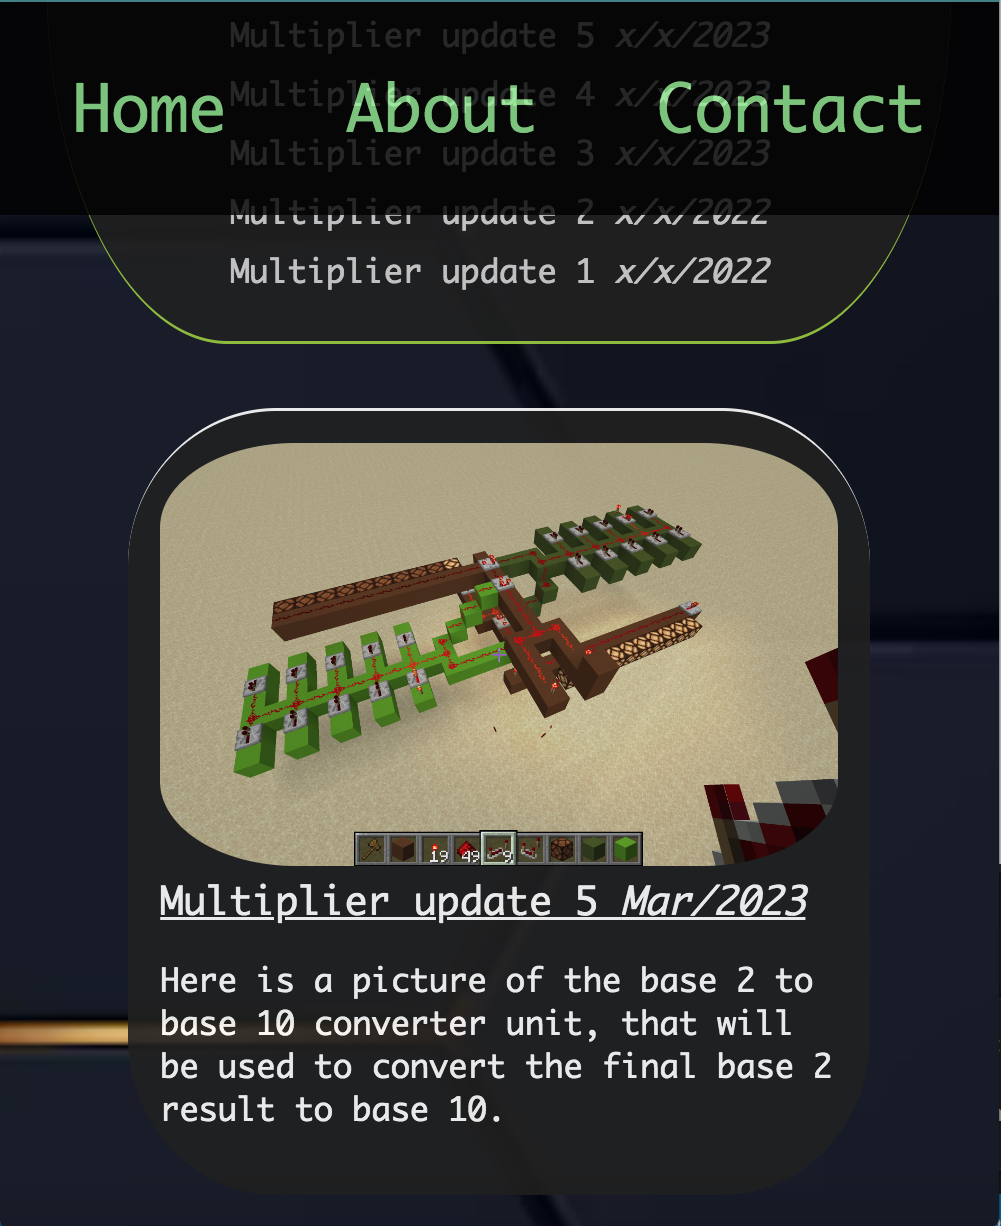 Multiplier update 5 x/x/2023
Home About Contact
Multiplier update 4 x/x/2023
Multiplier update 3 x/x/2023
Multiplier update 2 x/x/2022
Multiplier update 1 x/x/2022
19 49 9
Multiplier update 5 Mar/2023
Here is a picture of the base 2 to
base 10 converter unit, that will
be used to convert the final base 2
result to base 10.